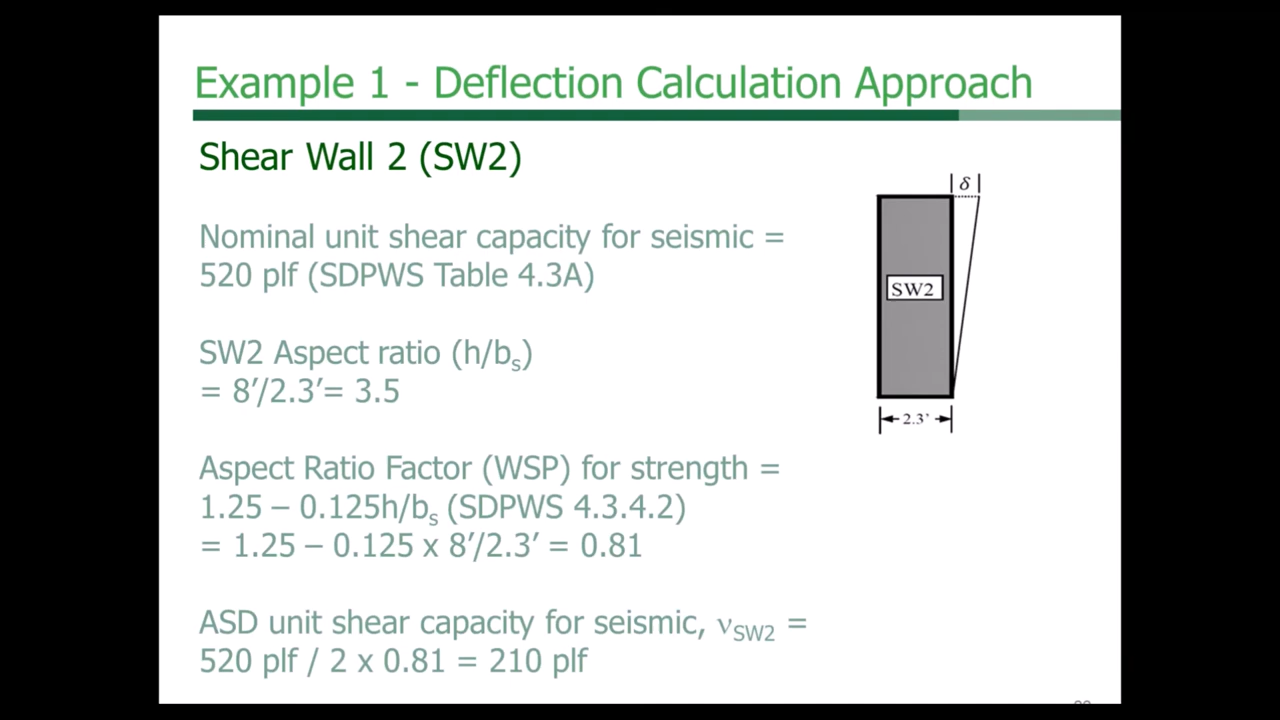 Example 1 - Deflection Calculation Approach
Shear Wall 2 (SW2)
Nominal unit shear capacity for seismic =
520 plf (SDPWS Table 4.3A)
SW2 Aspect ratio (h/bs)
= 8′/2.3′= 3.5
Aspect Ratio Factor (WSP) for strength =
1.25 – 0.125h/bs (SDPWS 4.3.4.2)
= 1.25 – 0.125 x 8′/2.3′ = 0.81
ASD unit shear capacity for seismic, νSW2 =
520 plf / 2 x 0.81 = 210 plf
δ
SW2
2.3'